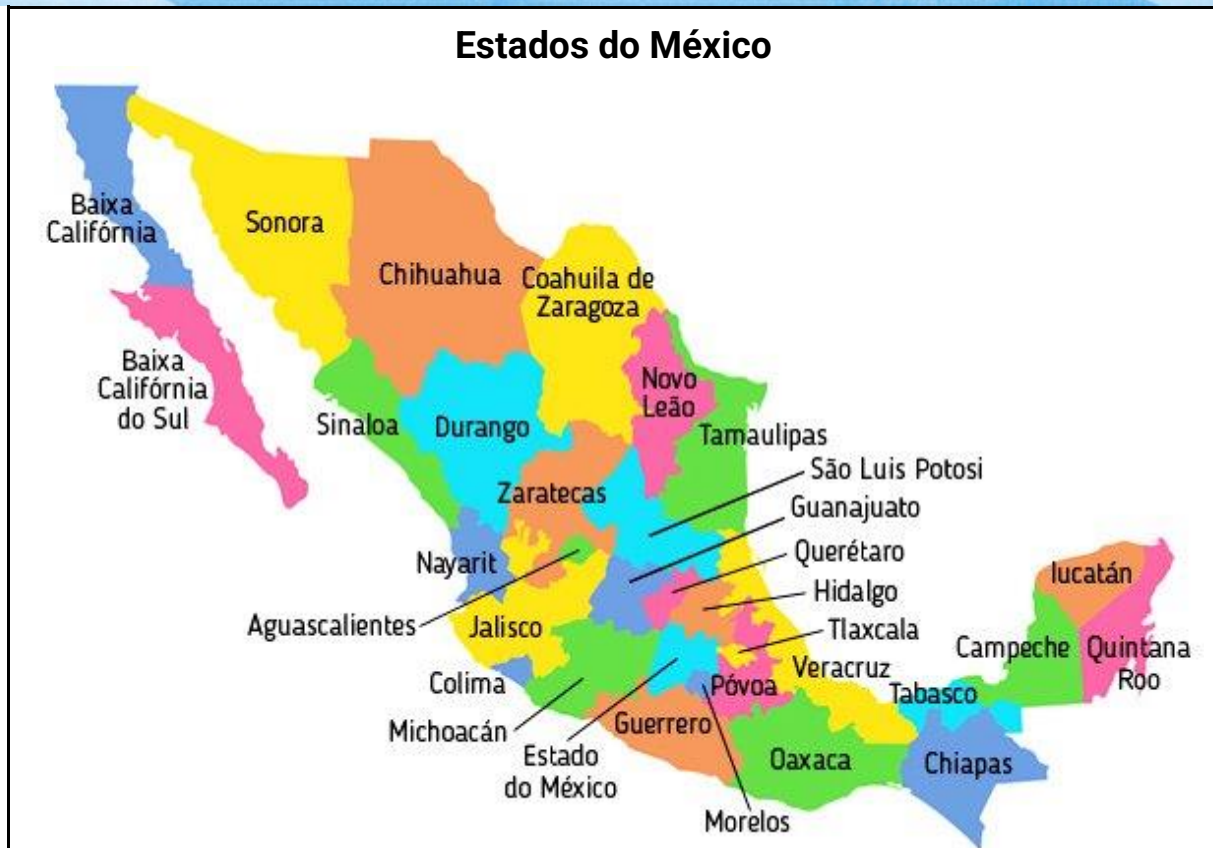 Estados do México
Baixa
Califórnia
Sonora
Chihuahua
Coahuila de
Zaragoza
Baixa
Califórnia
do Sul
Sinaloa
Durango
Novo
Leão
Tamaulipas
São Luis Potosi
Zaratecas
Guanajuato
Nayarit
Querétaro
Iucatán
Hidalgo
Aguascalientes
Jalisco
Tlaxcala
Campeche
Quintana
Roo
Veracruz
Colima
Póvoa
Tabasco
Michoacán
Guerrero
Estado
do México
Oaxaca
Chiapas
Morelos